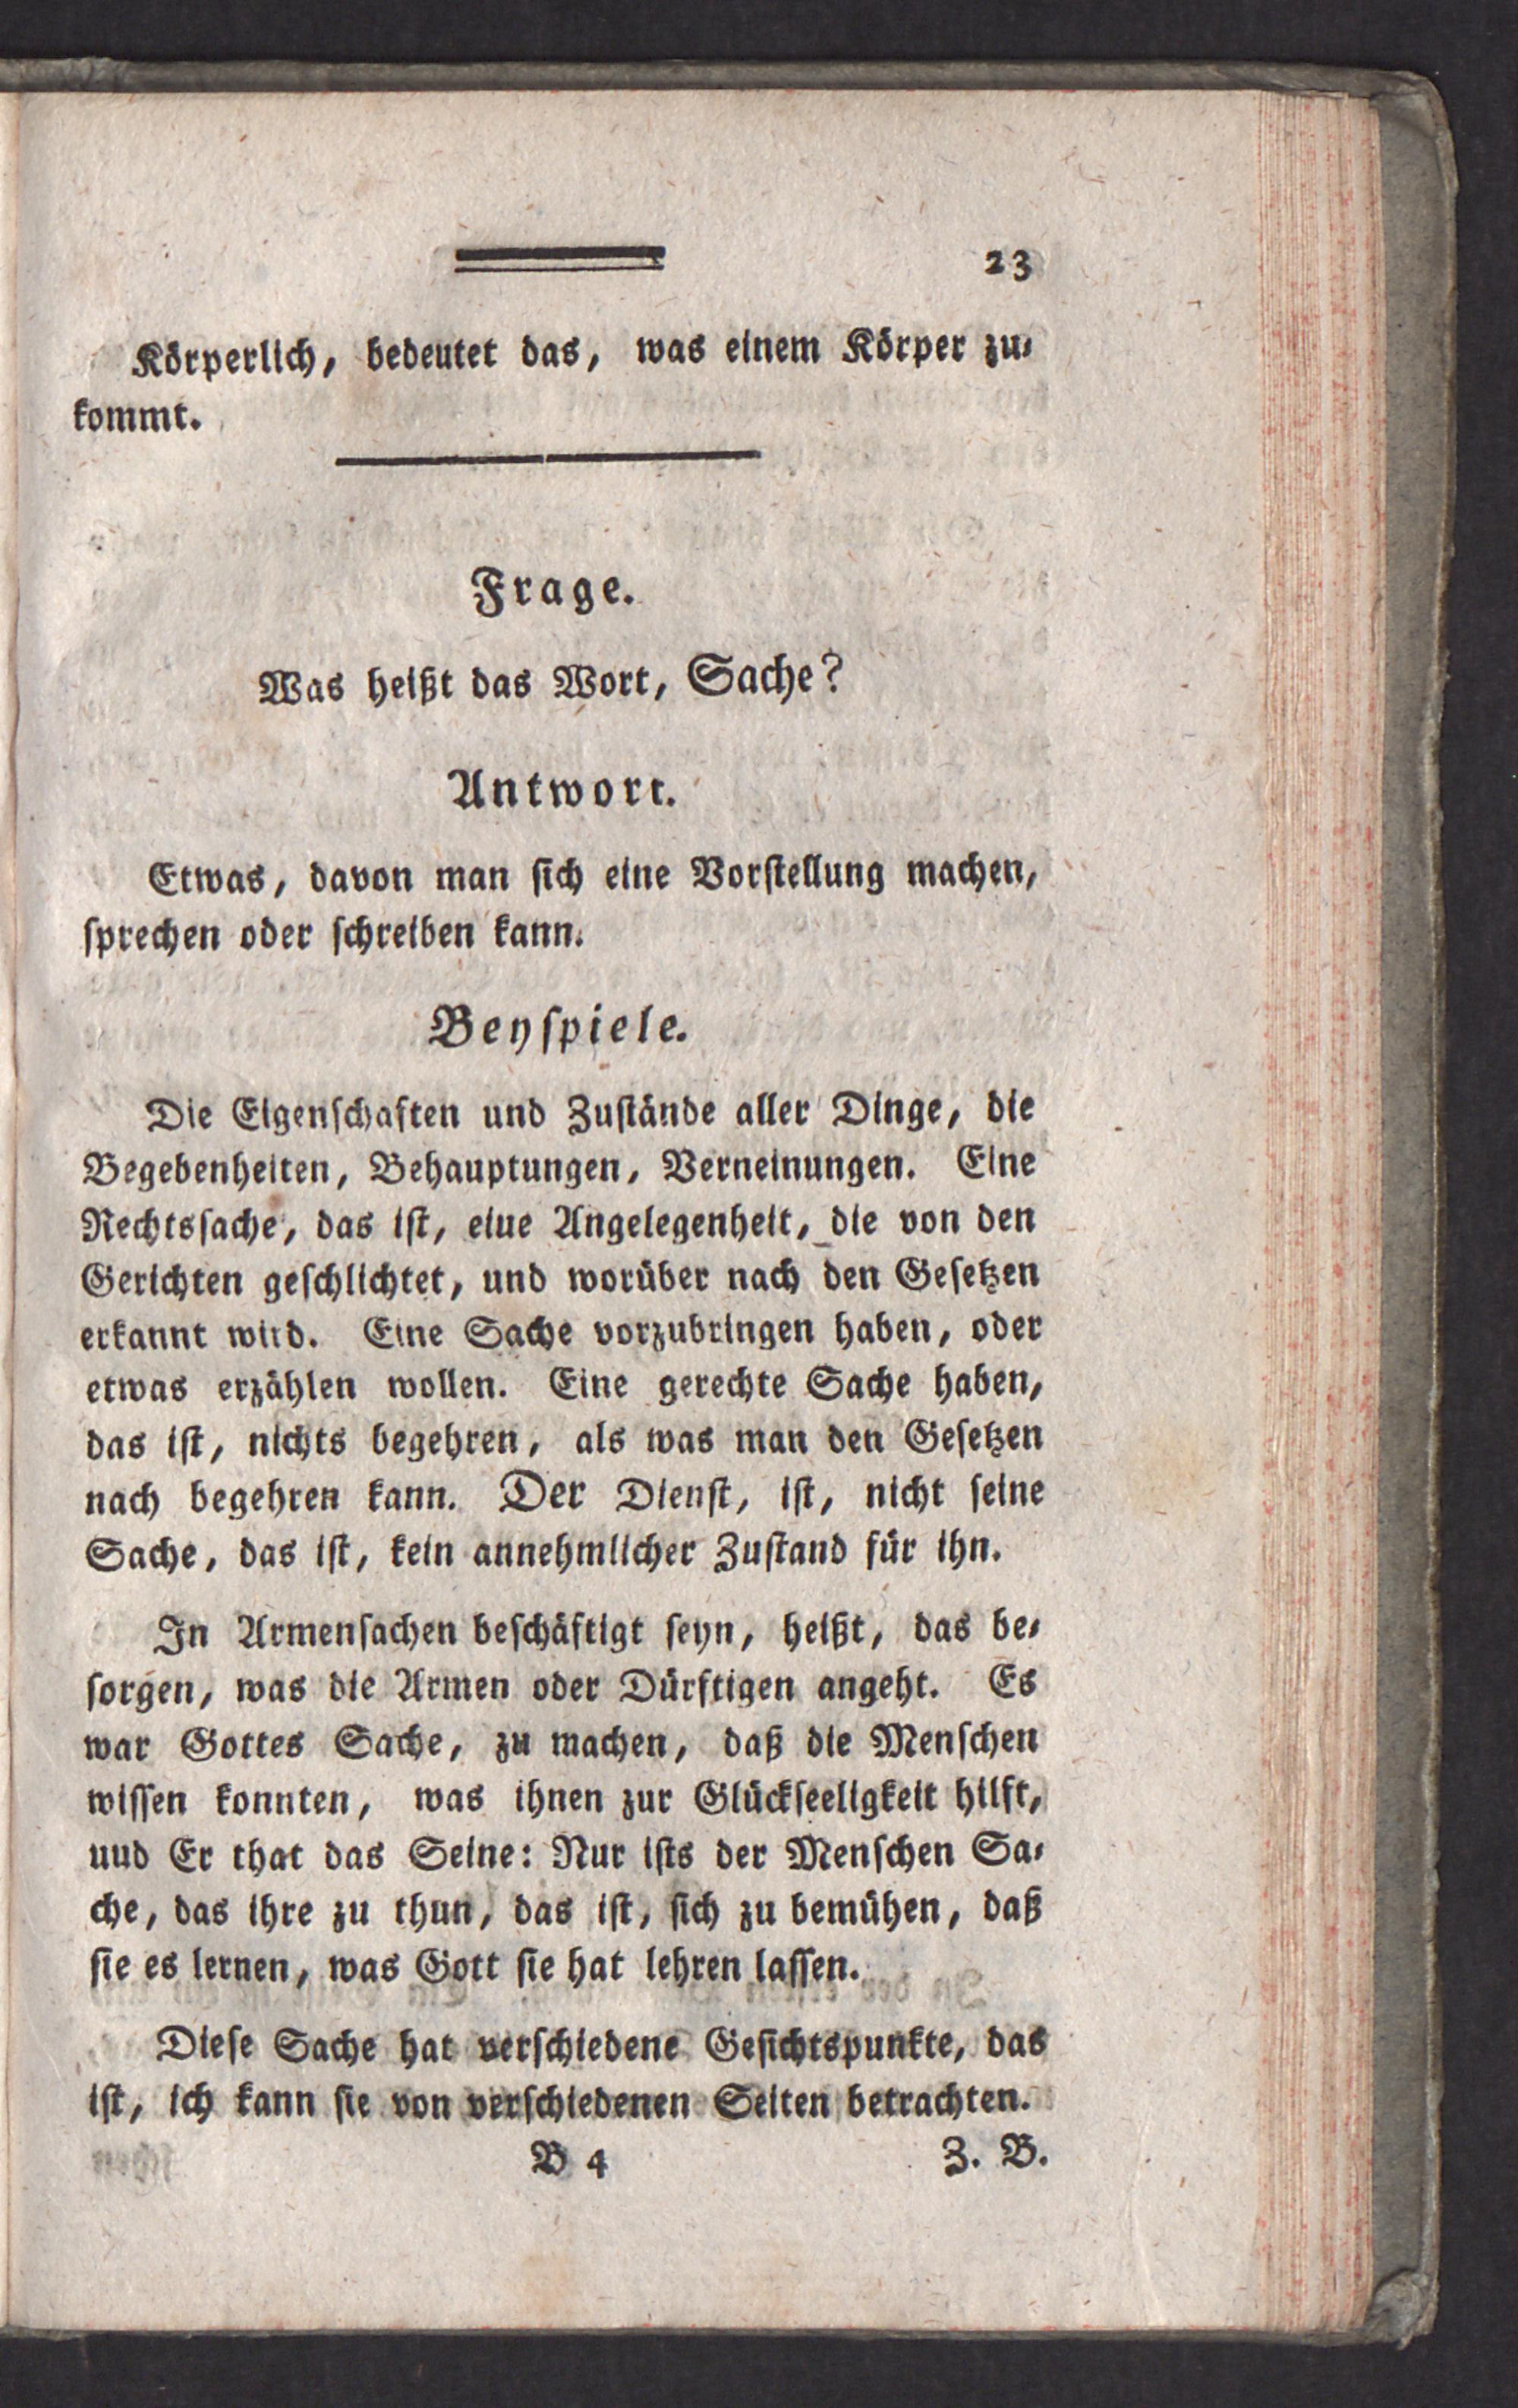 23
Körperlich, bedeutet das, was einem Körper zu⸗
kommt.
Frage.
Was heißt das Wort, Sache?
Antwort.
Etwas, davon man ſich eine Vorſtellung machen,
ſprechen oder ſchreiben kann.
Beyſpiele.
Die Eigenſchaften und Zuſtände aller Dinge, die
Begebenheiten, Behauptungen, Verneinungen. Eine
Rechtsſache, das iſt, eiue Angelegenheit, die von den
Gerichten geſchlichtet, und worüber nach den Geſetzen
erkannt wird. Eine Sache vorzubringen haben, oder
etwas erzählen wollen. Eine gerechte Sache haben,
das iſt, nichts begehren, als was man den Geſetzen
nach begehren kann. Der Dienſt, iſt, nicht ſeine
Sache, das iſt, kein annehmlicher Zuſtand für ihn.
In Armenſachen beſchäftigt ſeyn, heißt, das be⸗
ſorgen, was die Armen oder Dürftigen angeht. Es
war Gottes Sache, zu machen, daß die Menſchen
wiſſen konnten, was ihnen zur Glückſeeligkeit hilft,
uud Er that das Seine: Nur iſts der Menſchen Sa⸗
che, das ihre zu thun, das iſt, ſich zu bemühen, daß
ſie es lernen, was Gott ſie hat lehren laſſen.
Dieſe Sache hat verſchiedene Geſichtspunkte, das
iſt, ich kann ſie von verſchiedenen Seiten betrachten.
B 4 Z. B.